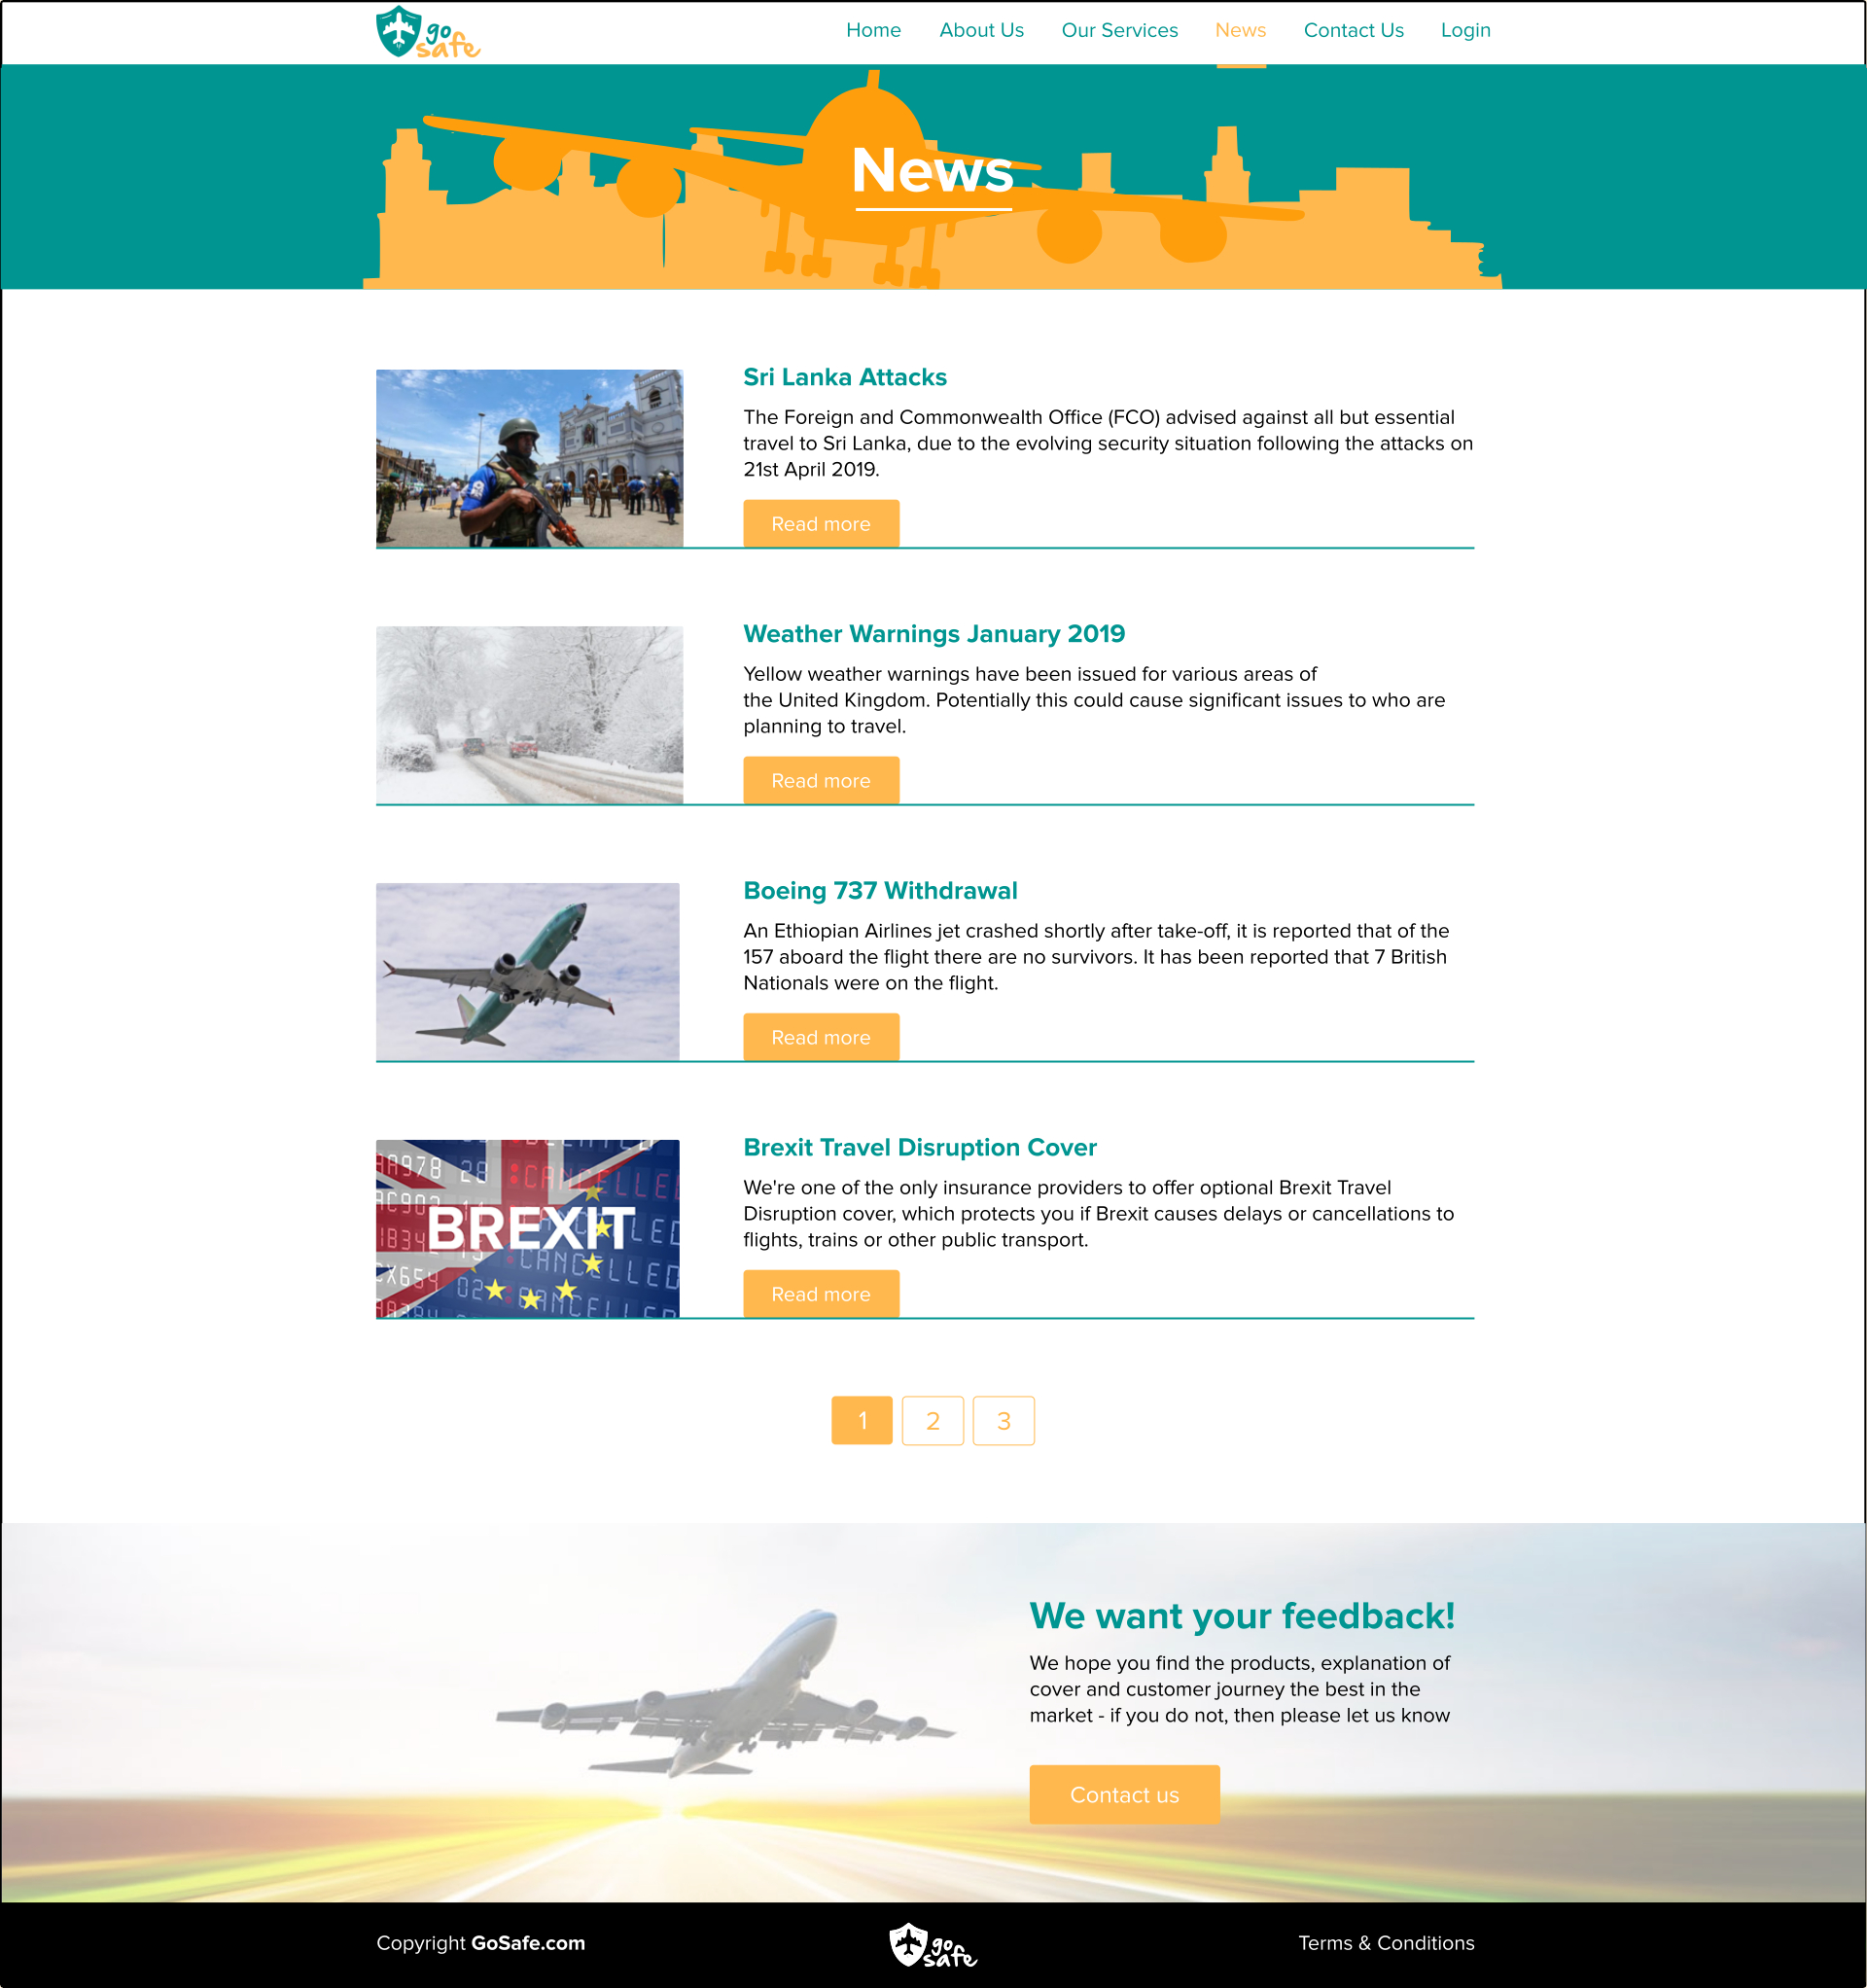 go
safe
Home About Us Our Services News Contact Us Login
News
Sri Lanka Attacks
The Foreign and Commonwealth Office (FCO) advised against all but essential
travel to Sri Lanka, due to the evolving security situation following the attacks on
21st April 2019.
Read more
Weather Warnings January 2019
Yellow weather warnings have been issued for various areas of
the United Kingdom. Potentially this could cause significant issues to who are
planning to travel.
Read more
Boeing 737 Withdrawal
An Ethiopian Airlines jet crashed shortly after take-off, it is reported that of the
157 aboard the flight there are no survivors. It has been reported that 7 British
Nationals were on the flight.
Read more
BREXIT
CANCELLED
Brexit Travel Disruption Cover
We're one of the only insurance providers to offer optional Brexit Travel
Disruption cover, which protects you if Brexit causes delays or cancellations to
flights, trains or other public transport.
Read more
1 2 3
We want your feedback!
We hope you find the products, explanation of
cover and customer journey the best in the
market - if you do not, then please let us know
Contact us
Copyright GoSafe.com
go
safe
Terms & Conditions